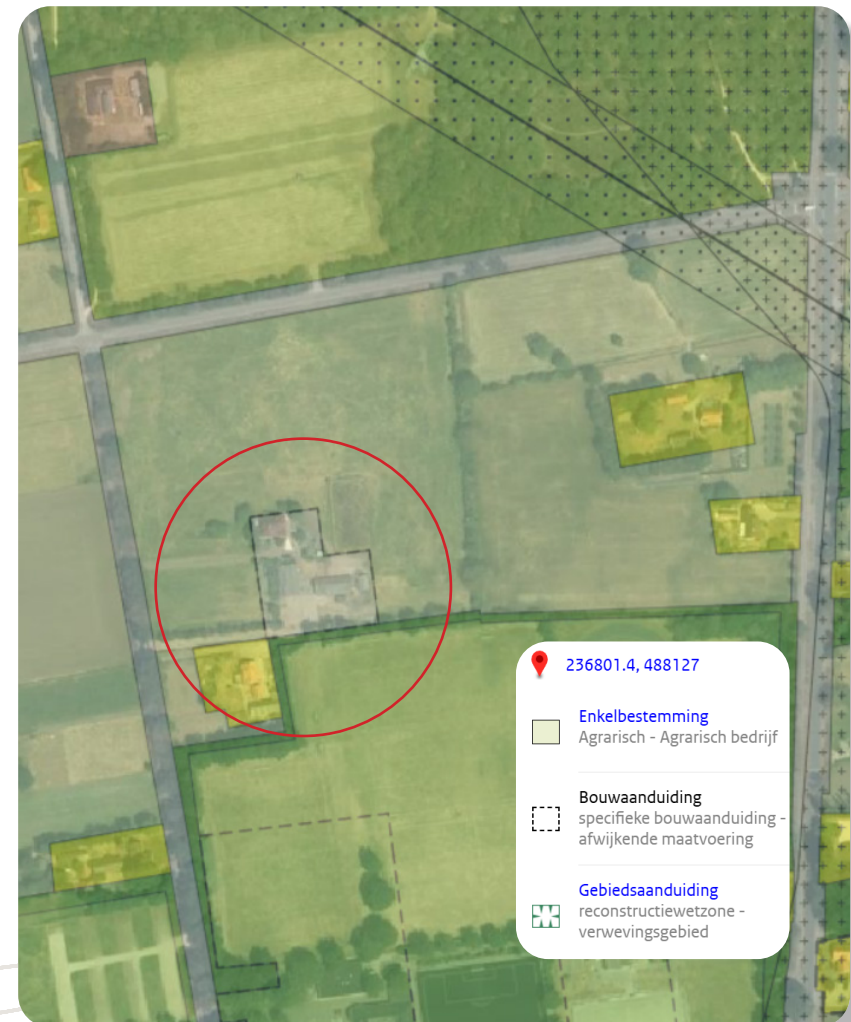 236801.4, 488127
Enkelbestemming
Agrarisch - Agrarisch bedrijf
Bouwaanduiding
specifieke bouwaanduiding -
afwijkende maatvoering
Gebiedsaanduiding
reconstructiewetzone -
verwevingsgebied